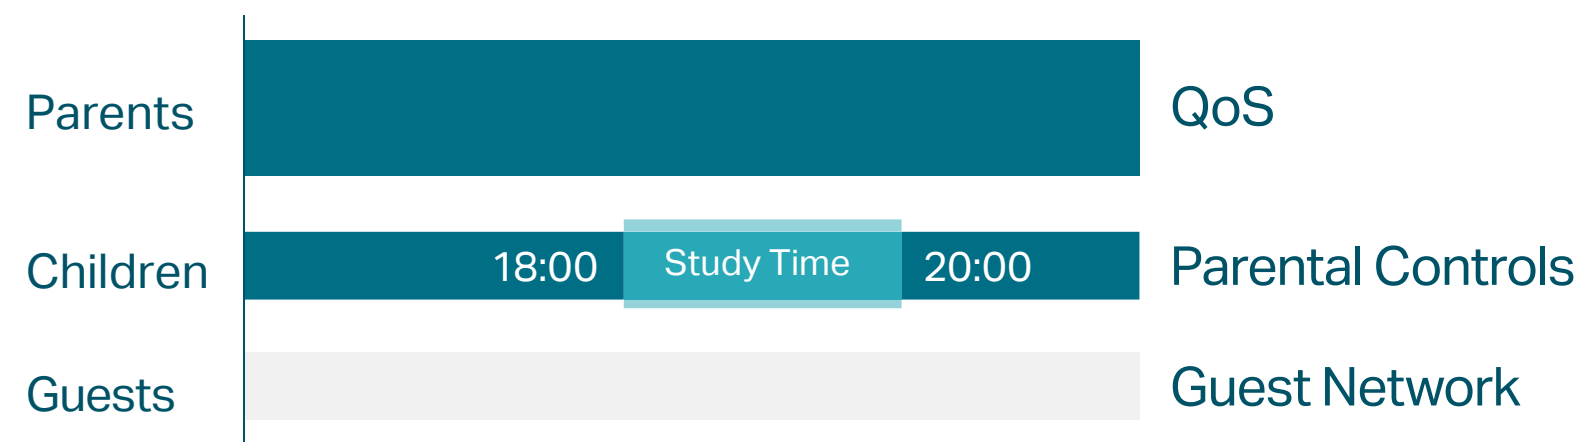 Parents
QoS
Children
18:00
Study Time
20:00
Parental Controls
Guests
Guest Network